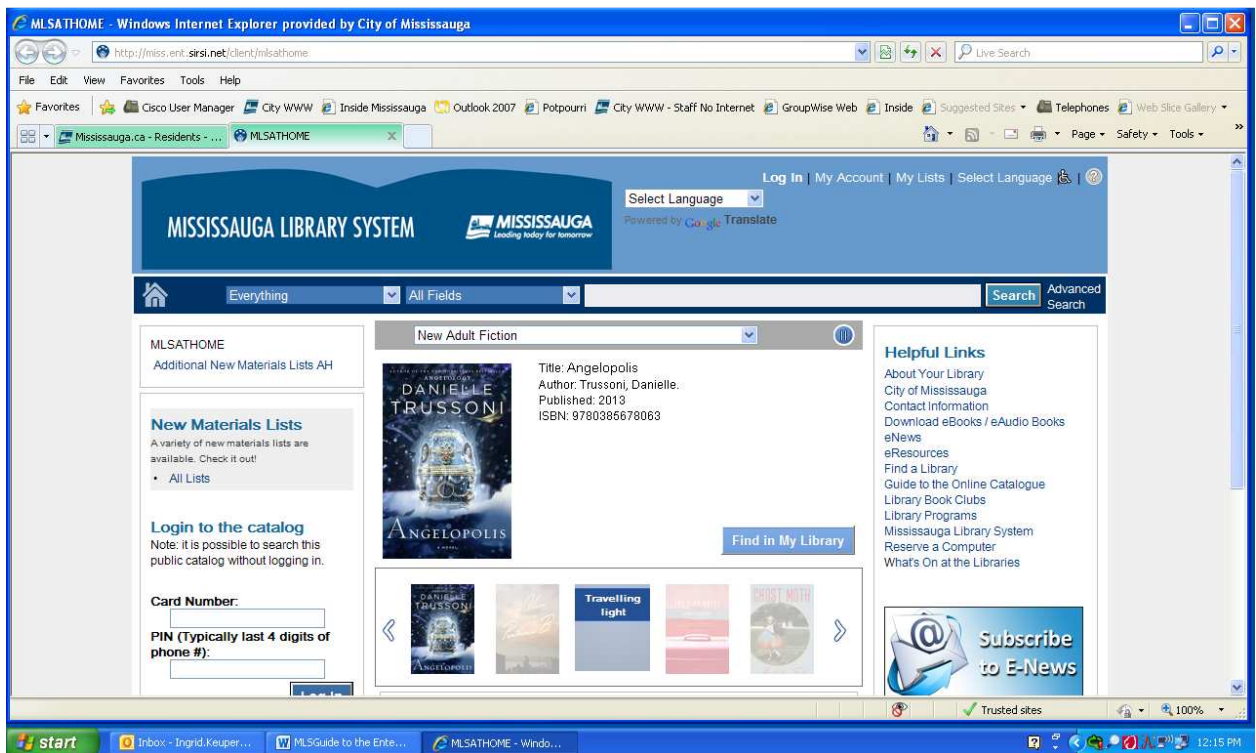 MLSATHOME - Windows Internet Explorer provided by City of Mississauga
http://miss.ent.sirsi.net/client/mlsathome
Live Search
File Edit View Favorites Tools Help
Favorites Cisco User Manager City WWW Inside Mississauga Outlook 2007 Potpourri City WWW - Staff No Internet GroupWise Web Inside Suggested Sites Telephones Web Slice Gallery
Mississauga.ca - Residents - ... MLSATHOME X Page Safety Tools »
Log In | My Account | My Lists | Select Language | ?
Select Language
Powered by Google Translate
MISSISSAUGA LIBRARY SYSTEM
MISSISSAUGA
Leading today for tomorrow
Everything All Fields Search Advanced Search
MLSATHOME
Additional New Materials Lists AH
New Materials Lists
A variety of new materials lists are
available. Check it out!
• All Lists
Login to the catalog
Note: it is possible to search this
public catalog without logging in.
Card Number:
PIN (Typically last 4 digits of
phone #):
Log In
New Adult Fiction
ANGELOLOGY
DANIELLE
TRUSSONI
ANGELOPOLIS
A NOVEL
Title: Angelopolis
Author: Trussoni, Danielle.
Published: 2013
ISBN: 9780385678063
Find in My Library
DANIELLE
TRUSSONI
ANGELOPOLIS
Travelling
light
GHOST MOTH
Helpful Links
About Your Library
City of Mississauga
Contact Information
Download eBooks / eAudio Books
eNews
eResources
Find a Library
Guide to the Online Catalogue
Library Book Clubs
Library Programs
Mississauga Library System
Reserve a Computer
What's On at the Libraries
@ Subscribe
to E-News
Trusted sites 100%
start Inbox - Ingrid.Keuper... MLSGuide to the Ente... MLSATHOME - Windo... 12:15 PM